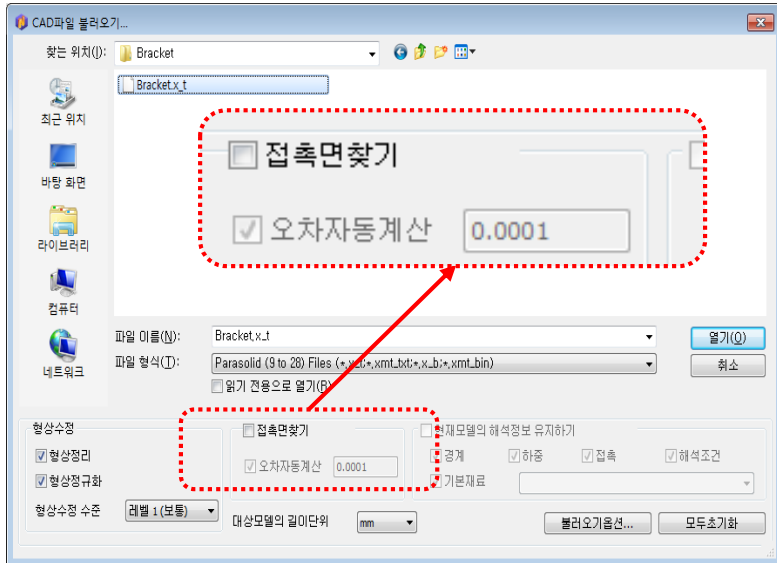 CAD파일 불러오기...
찾는 위치(I): Bracket
Bracket.x_t
최근 위치
바탕 화면
라이브러리
컴퓨터
네트워크
접촉면찾기
오차자동계산 0.0001
파일 이름(N): Bracket.x_t 열기(O)
파일 형식(T): Parasolid (9 to 28) Files (*.x_t;*.xmt_txt;*.x_b;*.xmt_bin) 취소
읽기 전용으로 열기(R)
형상수정 접촉면찾기 현재모델의 해석정보 유지하기
형상정리 오차자동계산 0.0001 경계 하중 접촉 해석조건
형상정규화 기본재료
형상수정 수준 레벨 1(보통) 대상모델의 길이단위 mm 불러오기옵션... 모두초기화